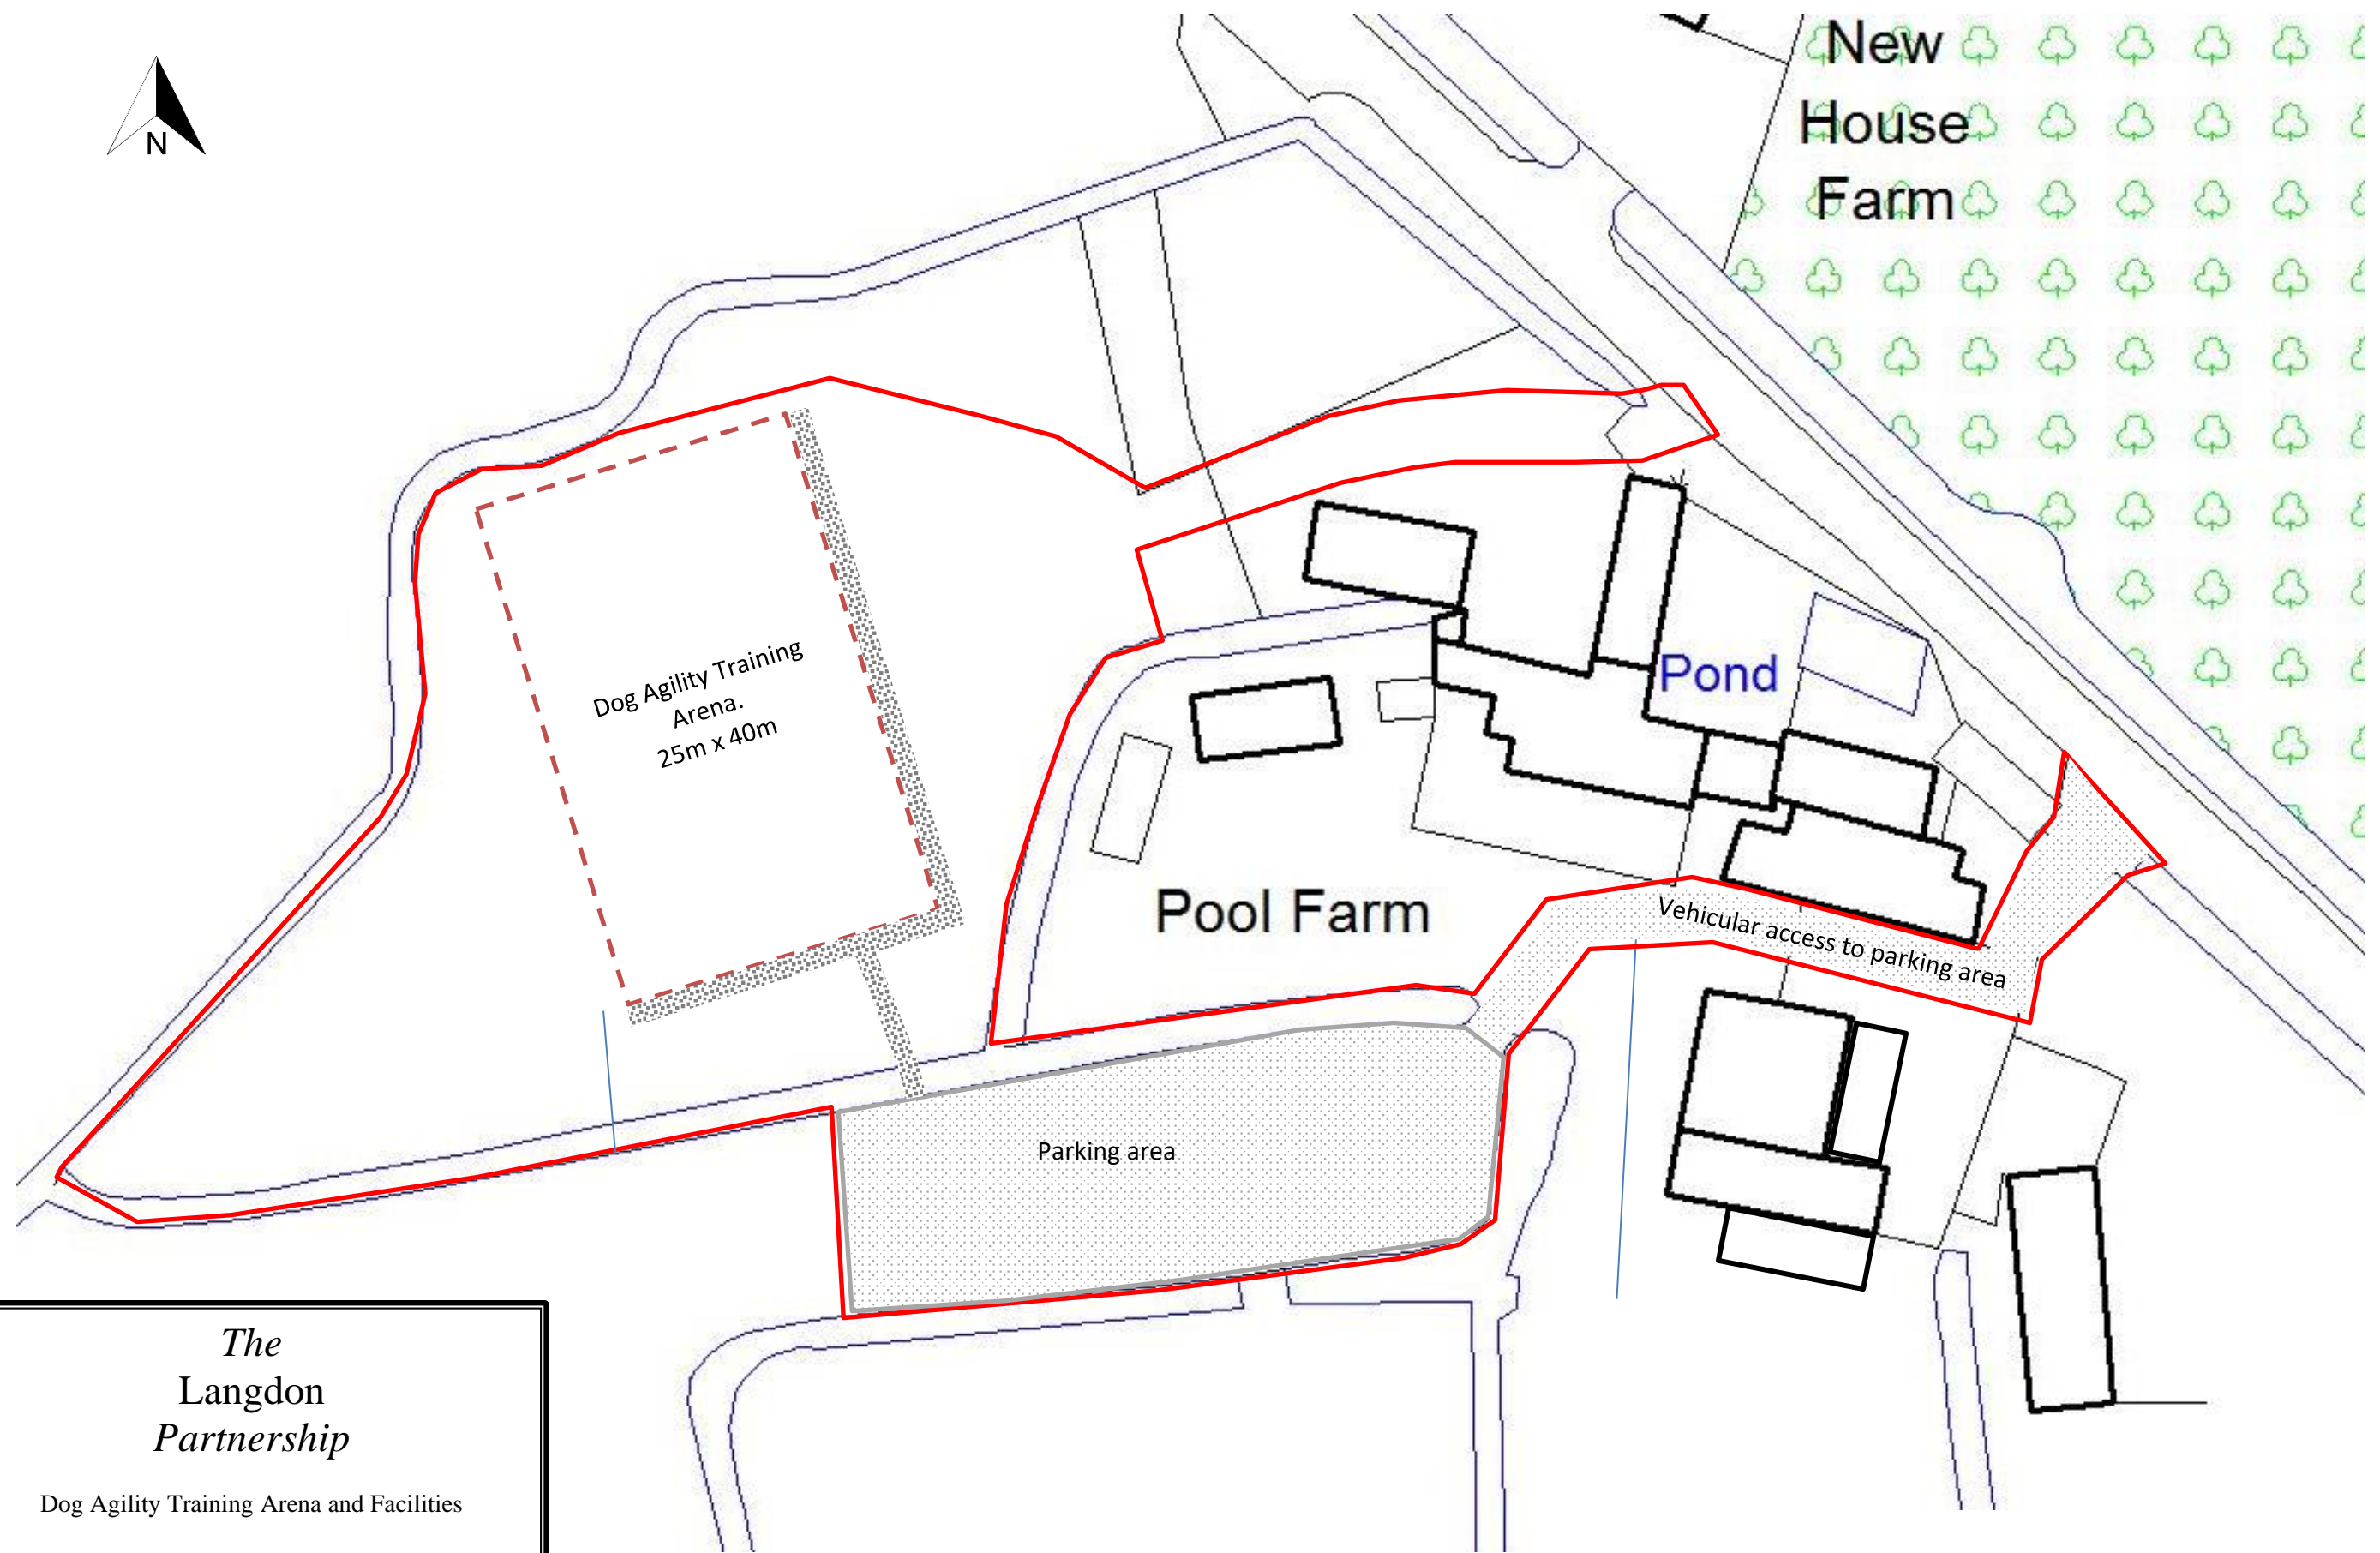 N
New
House
Farm
Dog Agility Training
Arena.
25m x 40m
Pond
Pool Farm
Vehicular access to parking area
Parking area
The
Langdon
Partnership
Dog Agility Training Arena and Facilities